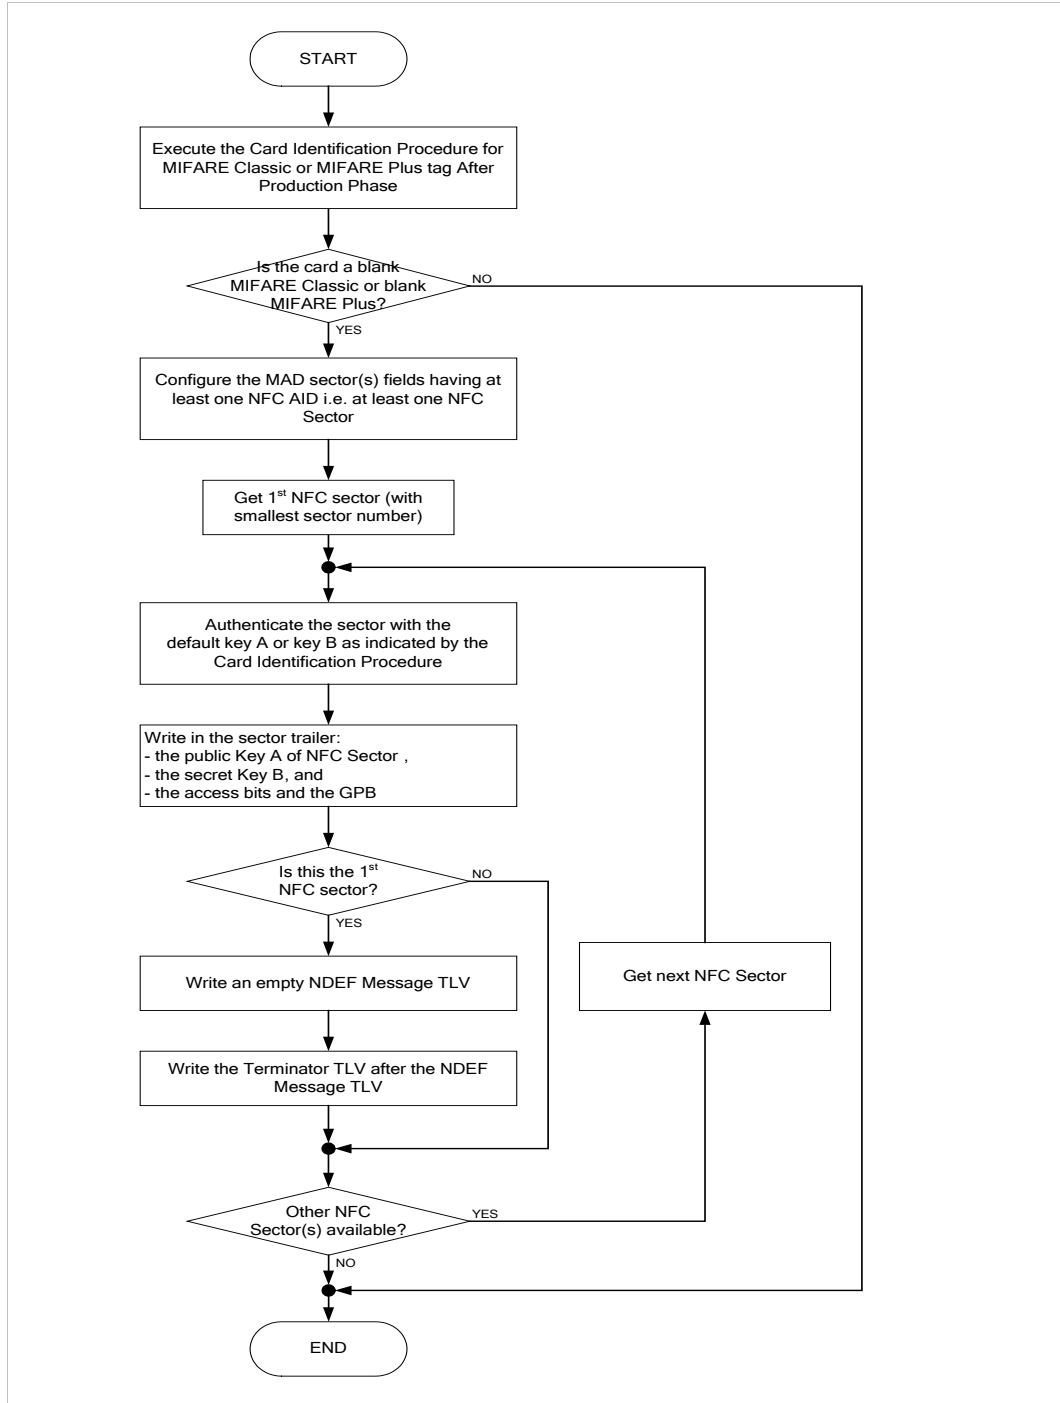 START
Execute the Card Identification Procedure for
MIFARE Classic or MIFARE Plus tag After
Production Phase
Is the card a blank
MIFARE Classic or blank
MIFARE Plus?
NO
YES
Configure the MAD sector(s) fields having at
least one NFC AID i.e. at least one NFC
Sector
Get 1st NFC sector (with
smallest sector number)
Authenticate the sector with the
default key A or key B as indicated by the
Card Identification Procedure
Write in the sector trailer:
- the public Key A of NFC Sector ,
- the secret Key B, and
- the access bits and the GPB
Is this the 1st
NFC sector?
NO
YES
Write an empty NDEF Message TLV
Get next NFC Sector
Write the Terminator TLV after the NDEF
Message TLV
Other NFC
Sector(s) available?
YES
NO
END